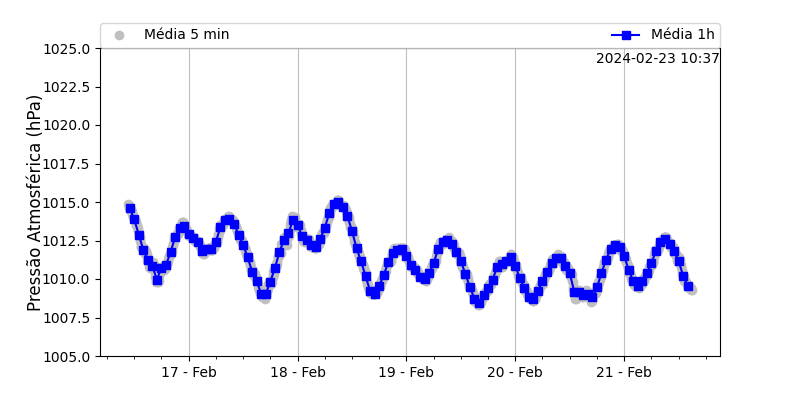 Média 5 min
Média 1h
2024-02-23 10:37
Pressão Atmosférica (hPa)
1025.0
1022.5
1020.0
1017.5
1015.0
1012.5
1010.0
1007.5
1005.0
17 - Feb
18 - Feb
19 - Feb
20 - Feb
21 - Feb